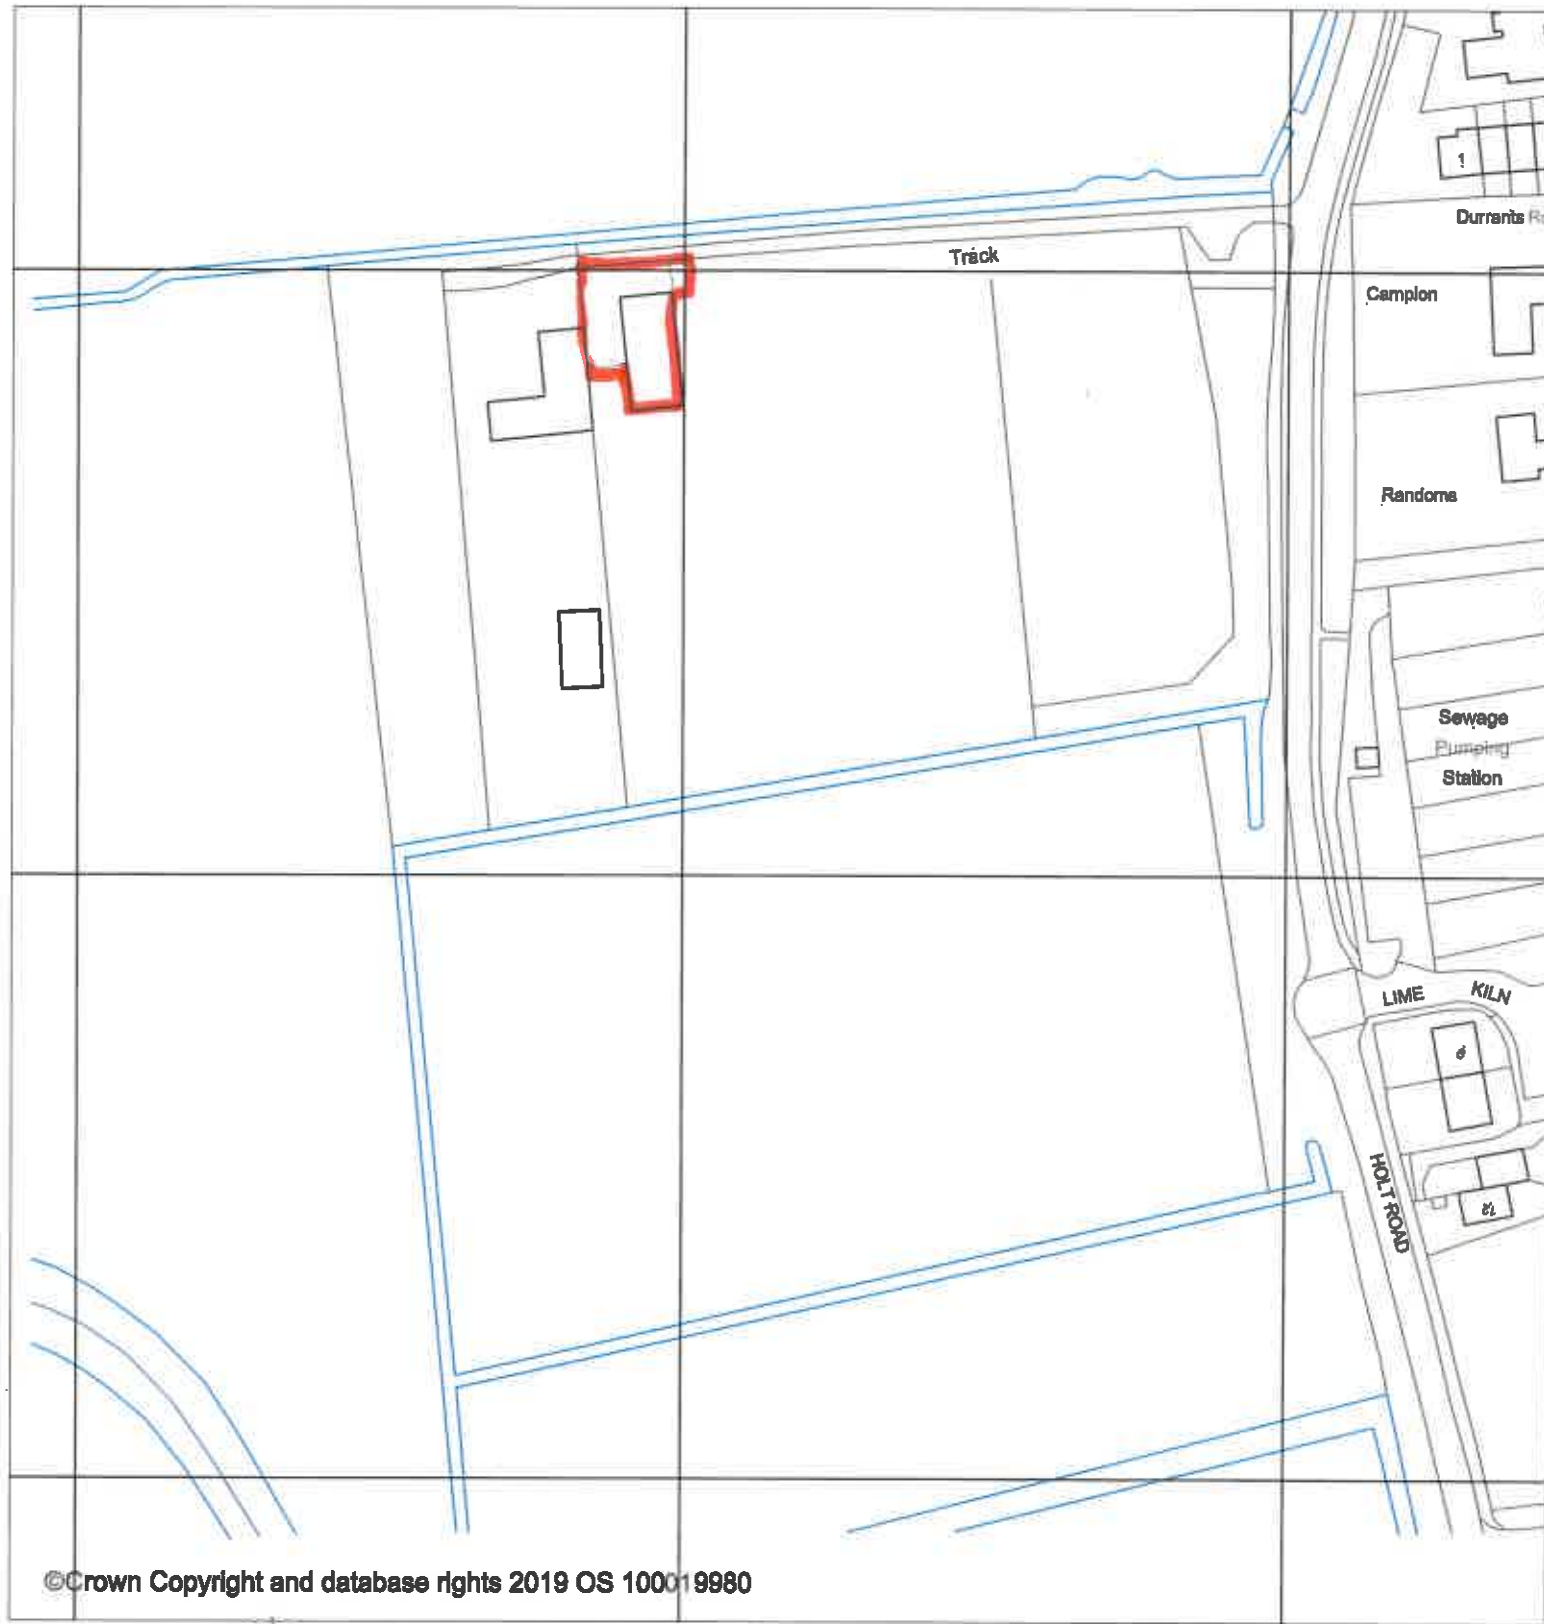 1
Durrants
Track
Campion
Randoms
Sewage
Pumping
Station
LIME KILN
HOLT ROAD
72
©Crown Copyright and database rights 2019 OS 100019980